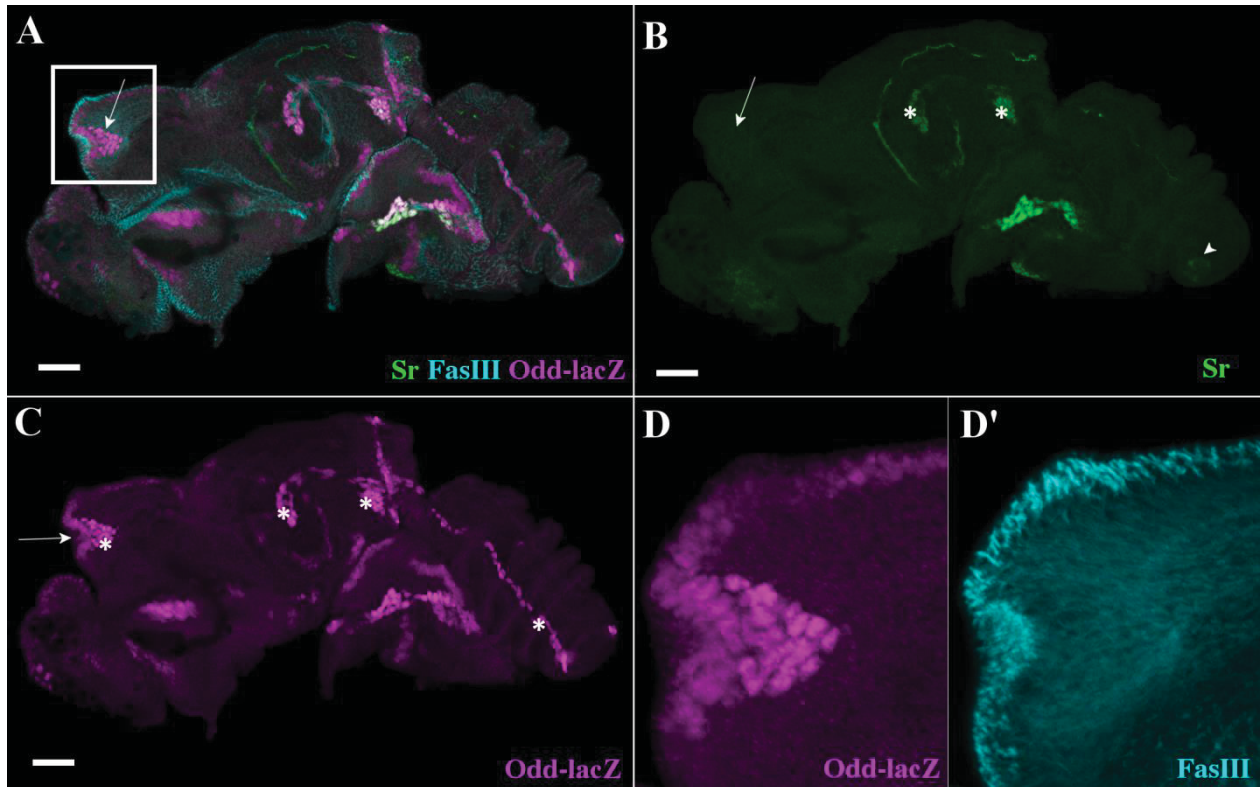 A
Sr FasIII Odd-lacZ
B
*
*
Sr
C
*
*
*
*
Odd-lacZ
D
Odd-lacZ
D'
FasIII